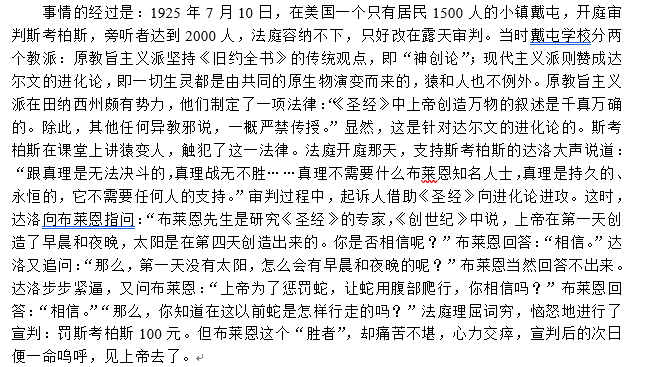 事情的经过是：1925 年 7 月 10 日，在美国一个只有居民 1500 人的小镇戴屯，开庭审
判斯考柏斯，旁听者达到 2000 人，法庭容纳不下，只好改在露天审判。当时戴屯学校分两
个教派：原教旨主义派坚持《旧约全书》的传统观点，即“神创论”；现代主义派则赞成达
尔文的进化论，即一切生灵都是由共同的原生物演变而来的，猿和人也不例外。原教旨主义
派在田纳西州颇有势力，他们制定了一项法律：“《圣经》中上帝创造万物的叙述是千真万确
的。除此，其他任何异教邪说，一概严禁传授。”显然，这是针对达尔文的进化论的。斯考
柏斯在课堂上讲猿变人，触犯了这一法律。法庭开庭那天，支持斯考柏斯的达洛大声说道：
“跟真理是无法决斗的，真理战无不胜……真理不需要什么布莱恩知名人士，真理是持久的、
永恒的，它不需要任何人的支持。”审判过程中，起诉人借助《圣经》向进化论进攻。这时，
达洛向布莱恩指问：“布莱恩先生是研究《圣经》的专家，《创世纪》中说，上帝在第一天创
造了早晨和夜晚，太阳是在第四天创造出来的。你是否相信呢？”布莱恩回答：“相信。”达
洛又追问：“那么，第一天没有太阳，怎么会有早晨和夜晚的呢？”布莱恩当然回答不出来。
达洛步步紧逼，又问布莱恩：“上帝为了惩罚蛇，让蛇用腹部爬行，你相信吗？”布莱恩回
答：“相信。”“那么，你知道在这以前蛇是怎样行走的吗？”法庭理屈词穷，恼怒地进行了
宣判：罚斯考柏斯 100 元。但布莱恩这个“胜者”，却痛苦不堪，心力交瘁，宣判后的次日
便一命呜呼，见上帝去了。